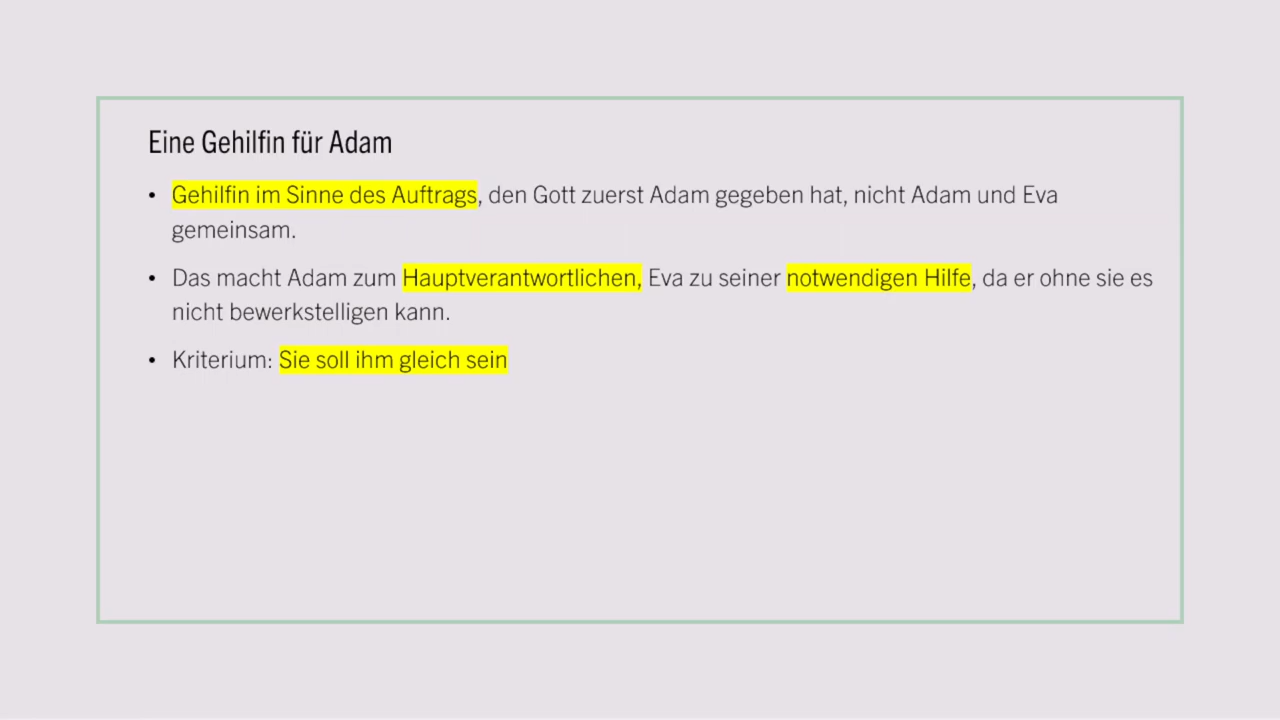 Eine Gehilfin für Adam
• Gehilfin im Sinne des Auftrags, den Gott zuerst Adam gegeben hat, nicht Adam und Eva
gemeinsam.
• Das macht Adam zum Hauptverantwortlichen, Eva zu seiner notwendigen Hilfe, da er ohne sie es
nicht bewerkstelligen kann.
• Kriterium: Sie soll ihm gleich sein